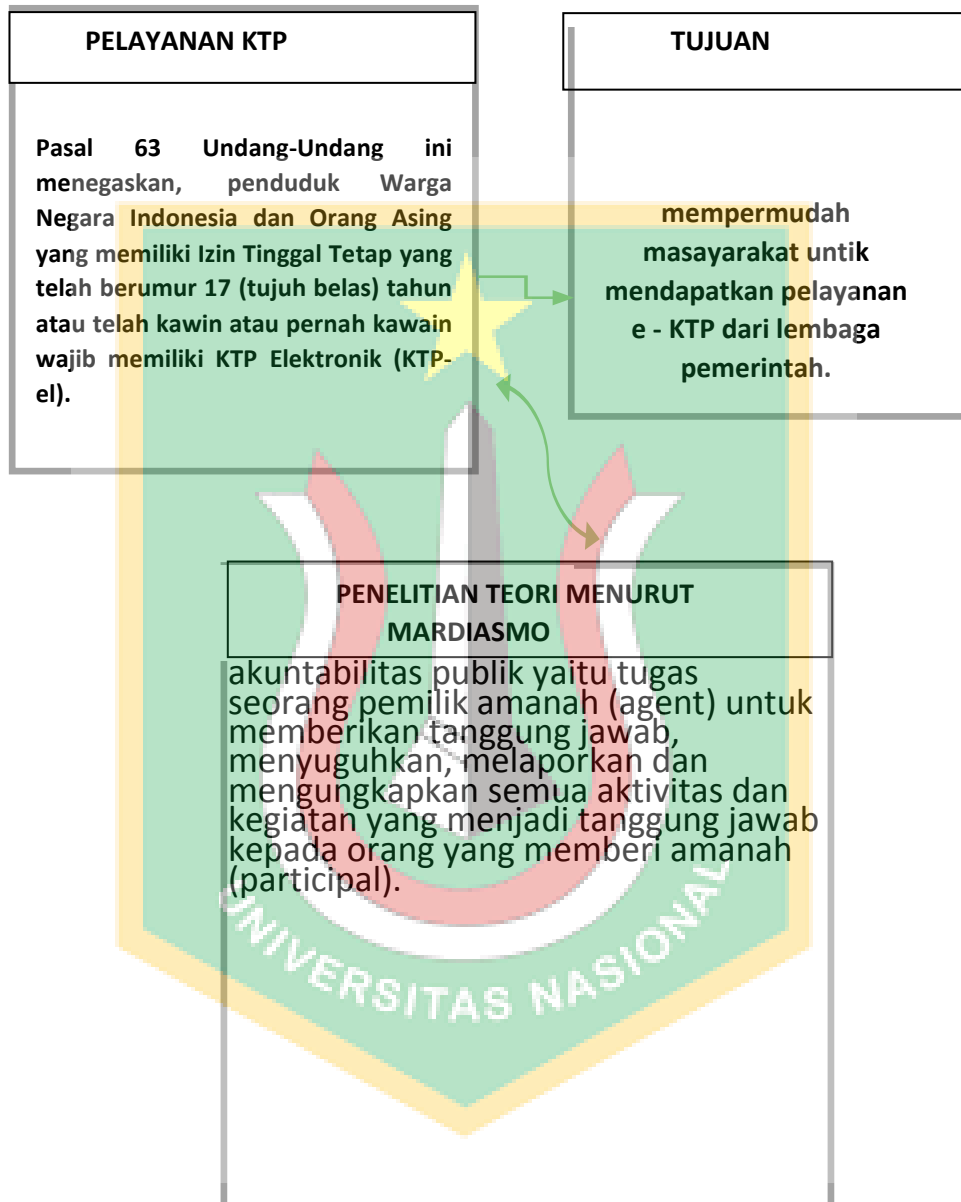 PELAYANAN KTP
Pasal 63 Undang-Undang ini
menegaskan, penduduk Warga
Negara Indonesia dan Orang Asing
yang memiliki Izin Tinggal Tetap yang
telah berumur 17 (tujuh belas) tahun
atau telah kawin atau pernah kawain
wajib memiliki KTP Elektronik (KTP-
el).
TUJUAN
mempermudah
masayarakat untik
mendapatkan pelayanan
e - KTP dari lembaga
pemerintah.
PENELITIAN TEORI MENURUT
MARDIASMO
akuntabilitas publik yaitu tugas
seorang pemilik amanah (agent) untuk
memberikan tanggung jawab,
menyuguhkan, melaporkan dan
mengungkapkan semua aktivitas dan
kegiatan yang menjadi tanggung jawab
kepada orang yang memberi amanah
(participal).
UNIVERSITAS NASIONAL